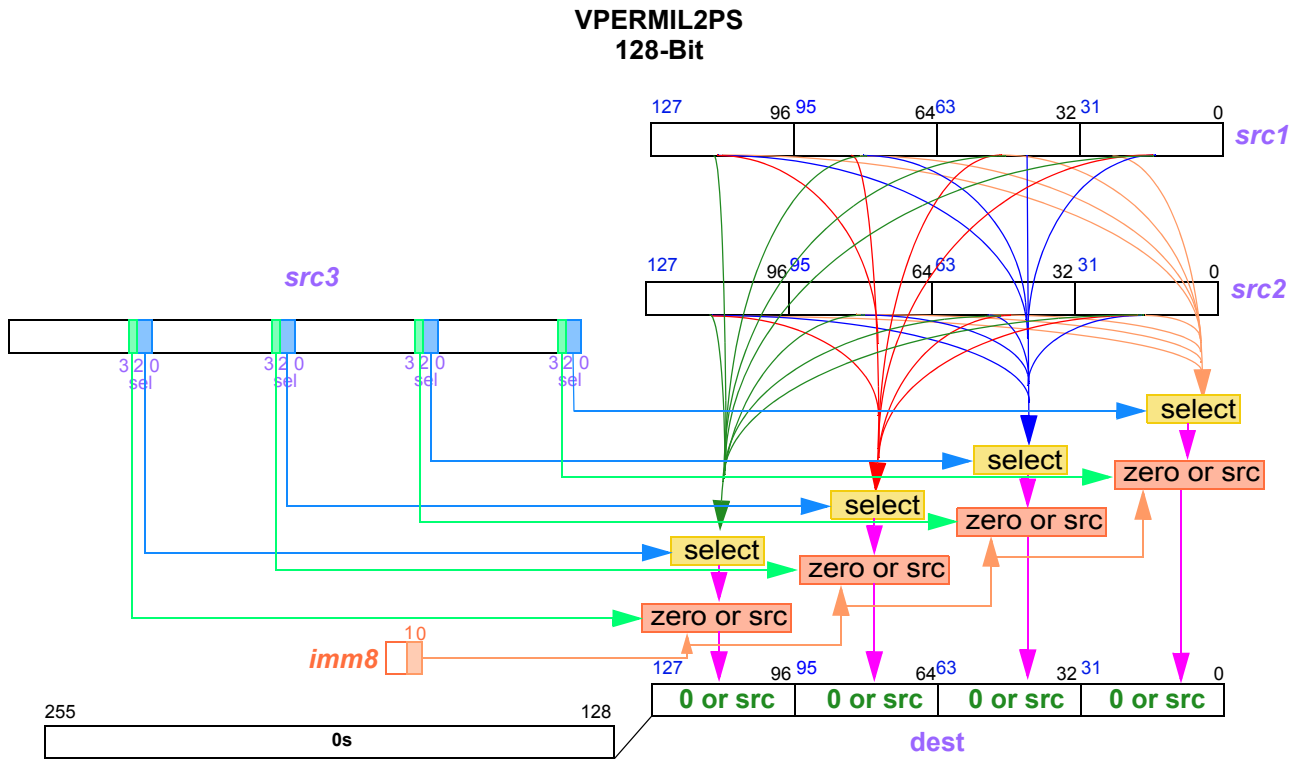 VPERMIL2PS
128-Bit
127 96 95 64 63 32 31 0
src1
127 96 95 64 63 32 31 0
src2
src3
3 2 0 3 2 0 3 2 0 3 2 0
sel sel sel sel
select
select
zero or src
select
zero or src
select
zero or src
zero or src
1 0
imm8
127 96 95 64 63 32 31 0
0 or src 0 or src 0 or src 0 or src
255 128
0s
dest